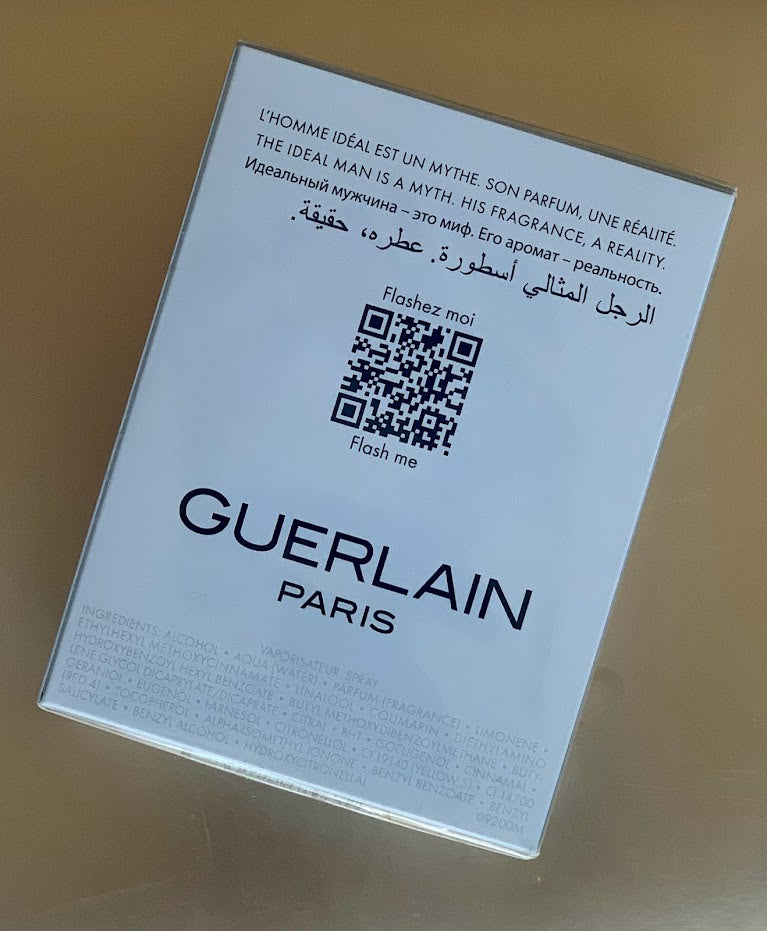 L'HOMME IDÉAL EST UN MYTHE. SON PARFUM, UNE RÉALITÉ.
THE IDEAL MAN IS A MYTH. HIS FRAGRANCE, A REALITY.
Идеальный мужчина – это миф. Его аромат – реальность.
الرجل المثالي أسطورة. عطره، حقيقة.
Flashez moi
Flash me
GUERLAIN
PARIS
VAPORISATEUR SPRAY
INGREDIENTS: ALCOHOL • AQUA (WATER) • PARFUM (FRAGRANCE) • LIMONENE •
ETHYLHEXYL METHOXYCINNAMATE • LINALOOL • COUMARIN • DIETHYLAMINO
HYDROXYBENZOYL HEXYL BENZOATE • BUTYL METHOXYDIBENZOYLMETHANE • BUTY-
LENE GLYCOL DICAPRYLATE/DICAPRATE • CITRAL • BHT • ISOEUGENOL • CINNAMAL •
GERANIOL • EUGENOL • FARNESOL • CITRONELLOL • CI 19140 (YELLOW 5) • CI 14700
(RED 4) • TOCOPHEROL • ALPHA-ISOMETHYL IONONE • BENZYL BENZOATE • BENZYL
SALICYLATE • BENZYL ALCOHOL • HYDROXYCITRONELLAL
09200M